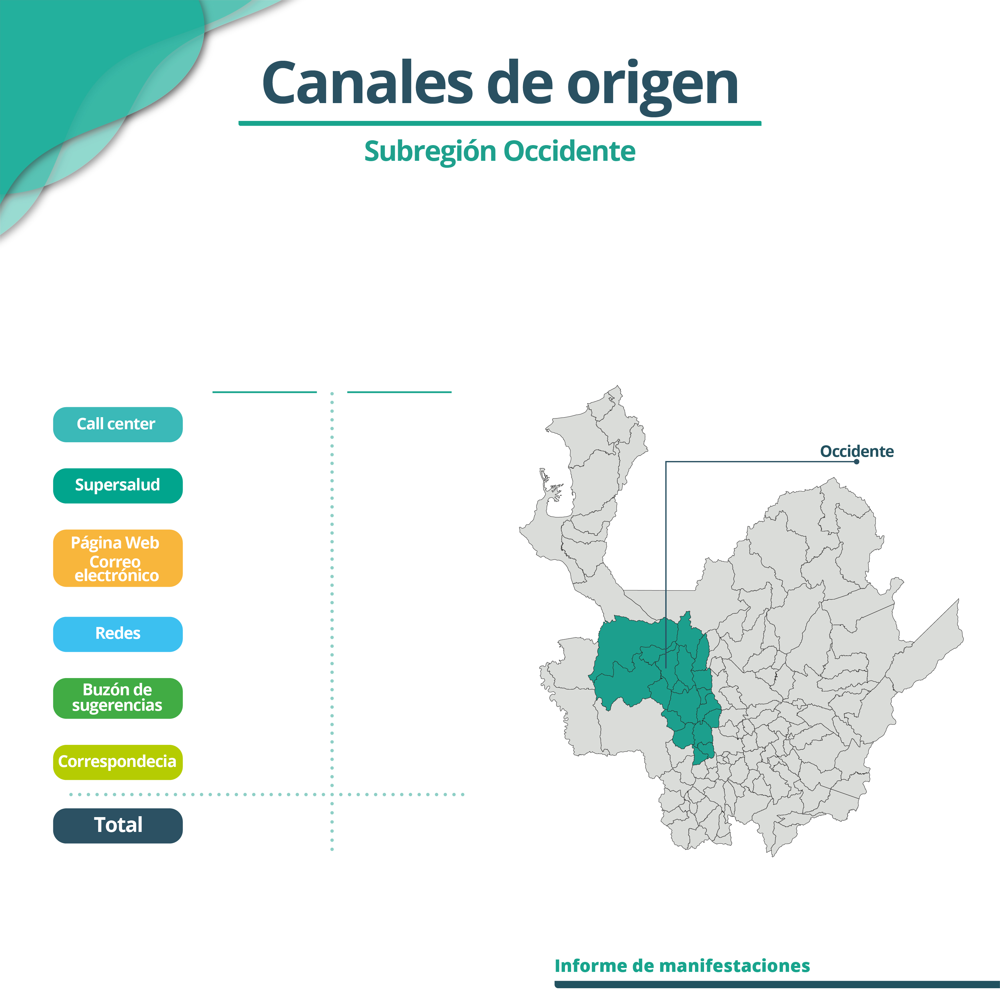 Canales de origen
Subregión Occidente
Call center
Supersalud
Página Web
Correo
electrónico
Redes
Buzón de
sugerencias
Correspondecia
Total
Occidente
Informe de manifestaciones